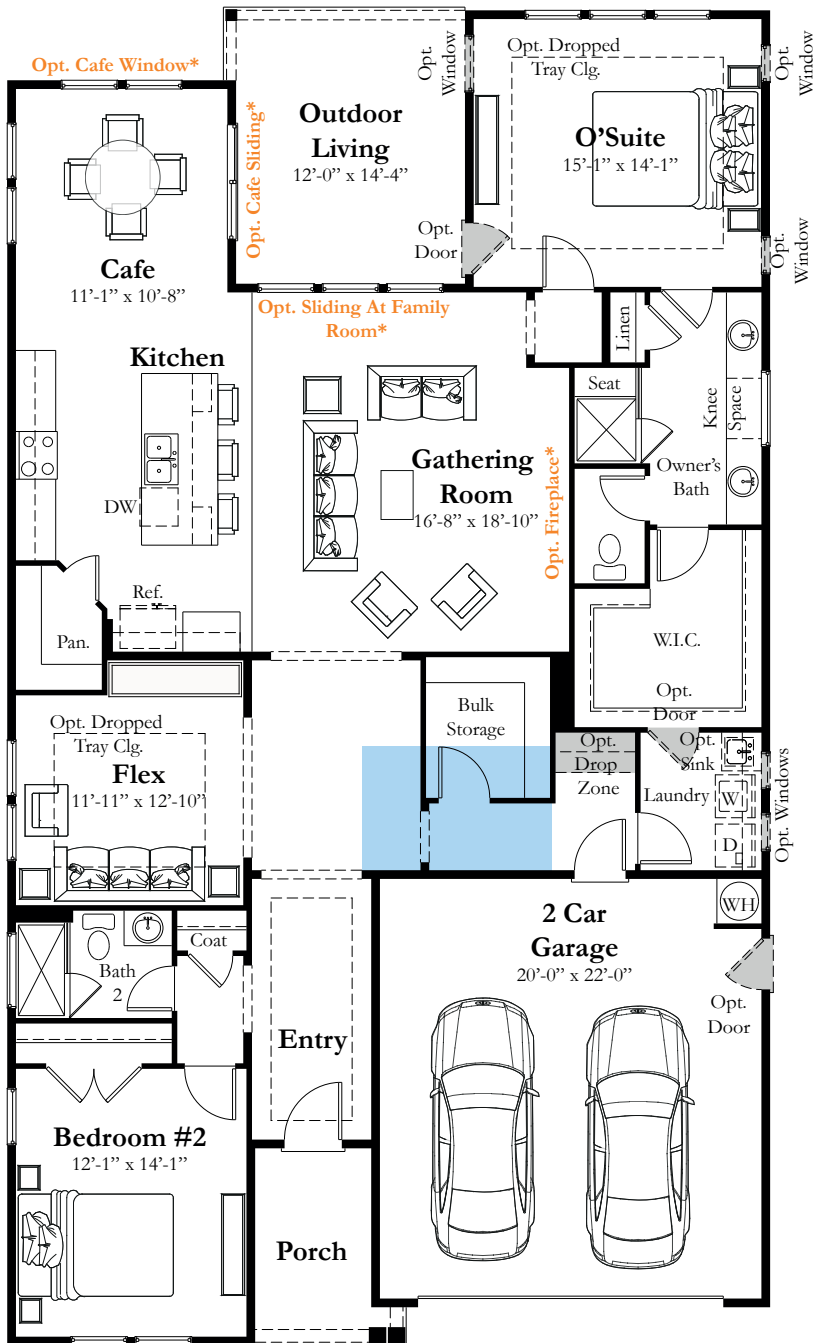 Opt. Cafe Window*
Opt. Cafe Sliding*
Outdoor
Living
12’-0” x 14’-4”
Opt.
Window
Opt. Dropped
Tray Clg.
O’Suite
15’-1” x 14’-1”
Opt.
Window
Opt.
Door
Opt.
Window
Cafe
11’-1” x 10’-8”
Opt. Sliding At Family
Room*
Kitchen
Linen
Seat
Knee
Space
Gathering
Room
16’-8” x 18’-10”
Opt. Fireplace*
Owner’s
Bath
DW
Ref.
Pan.
W.I.C.
Opt.
Door
Bulk
Storage
Opt. Dropped
Tray Clg.
Flex
11’-11” x 12’-10”
Opt.
Drop
Zone
Opt.
Sink
Laundry
W
D
Opt. Windows
Coat
Bath
2
2 Car
Garage
20’-0” x 22’-0”
WH
Opt.
Door
Entry
Bedroom #2
12’-1” x 14’-1”
Porch